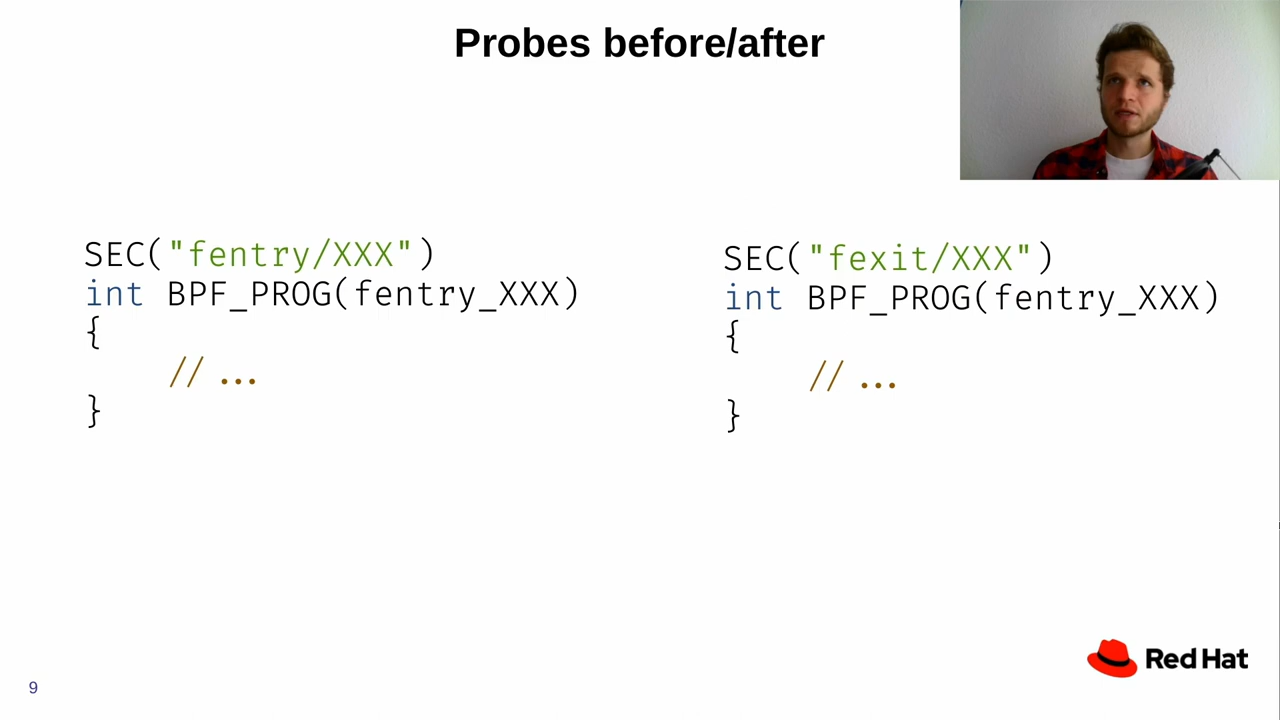 Probes before/after
SEC("fentry/XXX")
int BPF_PROG(fentry_XXX)
{
// ...
}
SEC("fexit/XXX")
int BPF_PROG(fentry_XXX)
{
// ...
}
Red Hat
9